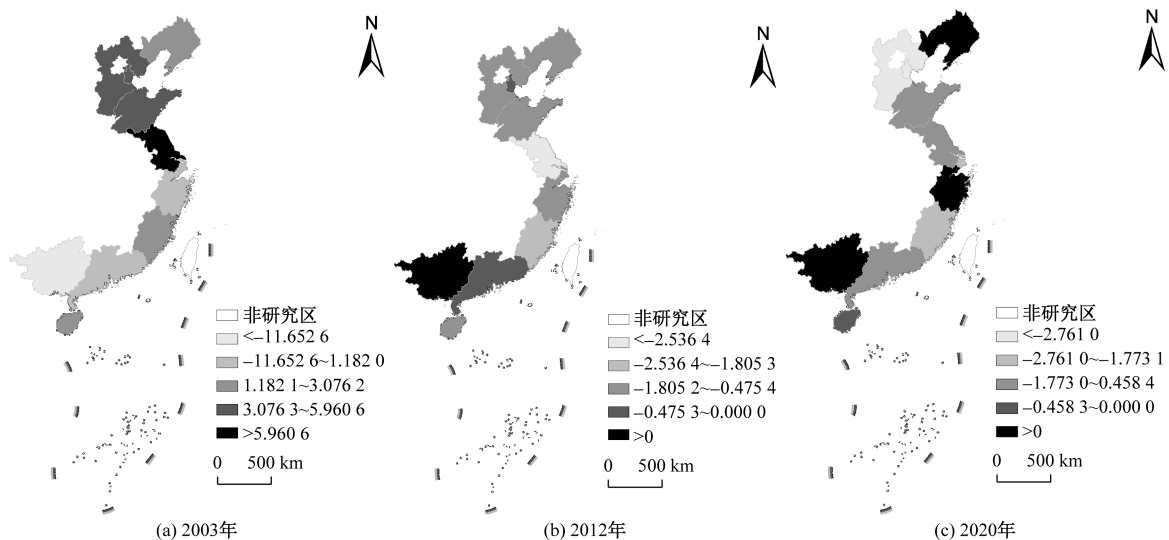 N
N
N
非研究区
<–11.652 6
–11.652 6~1.182 0
1.182 1~3.076 2
3.076 3~5.960 6
>5.960 6
0 500 km
(a) 2003年
非研究区
<–2.536 4
–2.536 4~–1.805 3
–1.805 2~–0.475 4
–0.475 3~0.000 0
>0
0 500 km
(b) 2012年
非研究区
<–2.761 0
–2.761 0~–1.773 1
–1.773 0~0.458 4
–0.458 3~0.000 0
>0
0 500 km
(c) 2020年